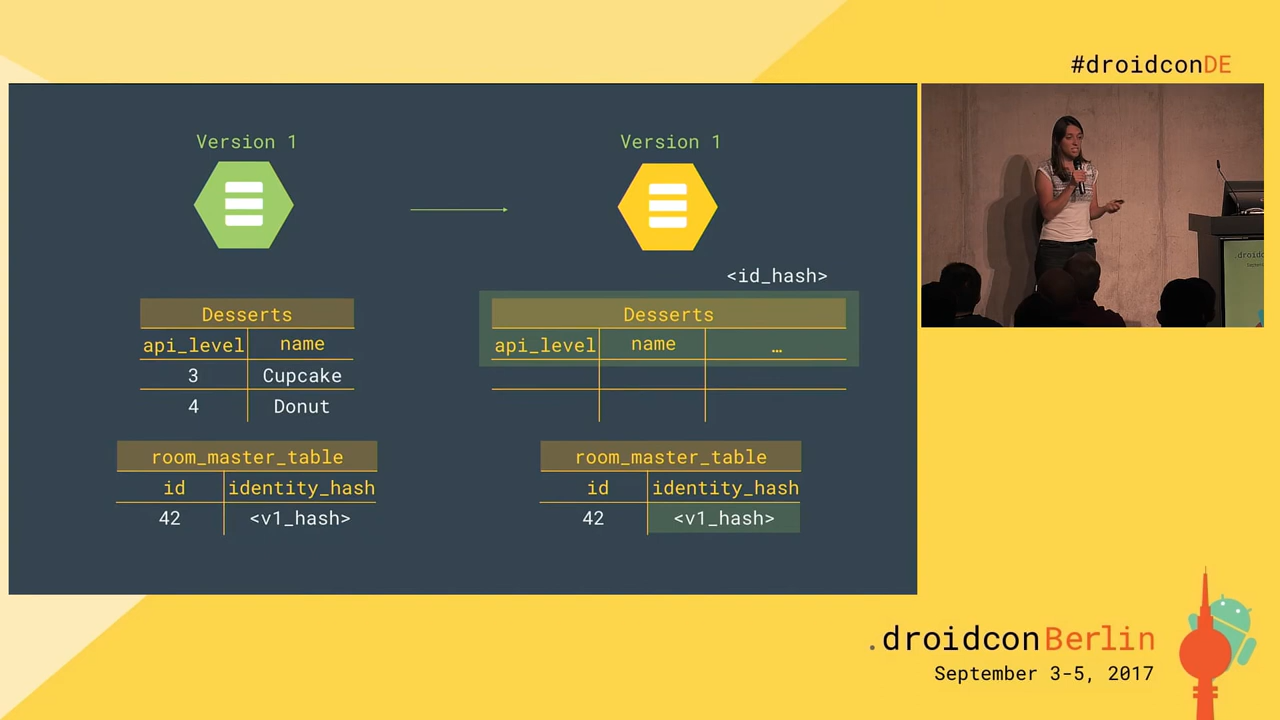 #droidconDE
Version 1
Desserts
api_level name
3 Cupcake
4 Donut
room_master_table
id identity_hash
42 <v1_hash>
Version 1
<id_hash>
Desserts
api_level name …
room_master_table
id identity_hash
42 <v1_hash>
.droidconBerlin
September 3-5, 2017